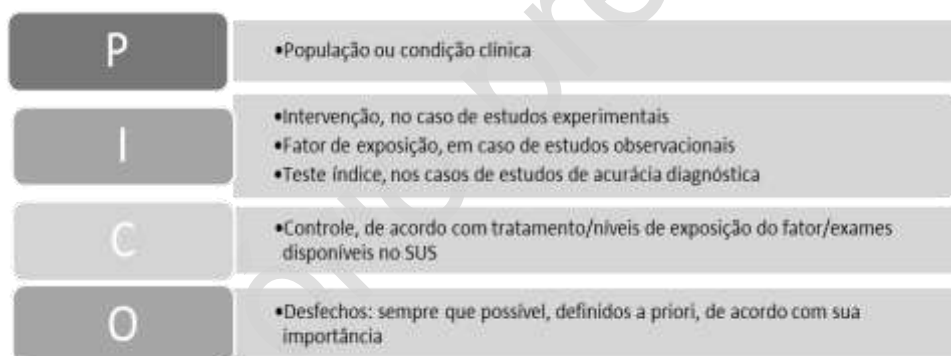 P
•População ou condição clínica
I
•Intervenção, no caso de estudos experimentais
•Fator de exposição, em caso de estudos observacionais
•Teste índice, nos casos de estudos de acurácia diagnóstica
C
•Controle, de acordo com tratamento/níveis de exposição do fator/exames
disponíveis no SUS
O
•Desfechos: sempre que possível, definidos a priori, de acordo com sua
importância